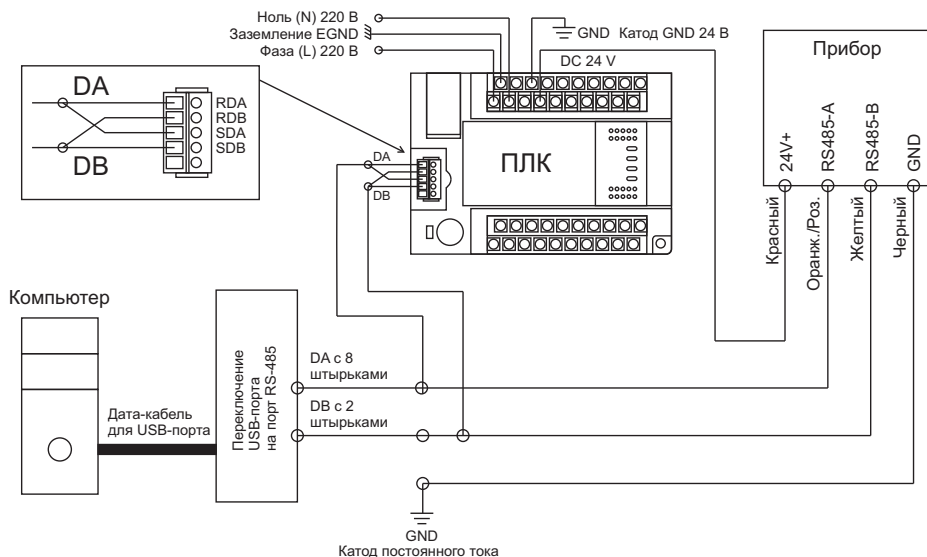 Ноль (N) 220 В
Заземление EGND
Фаза (L) 220 В
GND
Катод GND 24 В
DC 24 V
Прибор
24V+
RS485-A
RS485-B
GND
Красный
Оранж./Роз.
Желтый
Черный
DA
DB
RDA
RDB
SDA
SDB
DA
DB
ПЛК
Компьютер
Дата-кабель
для USB-порта
Переключение
USB-порта
на порт RS-485
DA с 8
штырьками
DB с 2
штырьками
GND
Катод постоянного тока